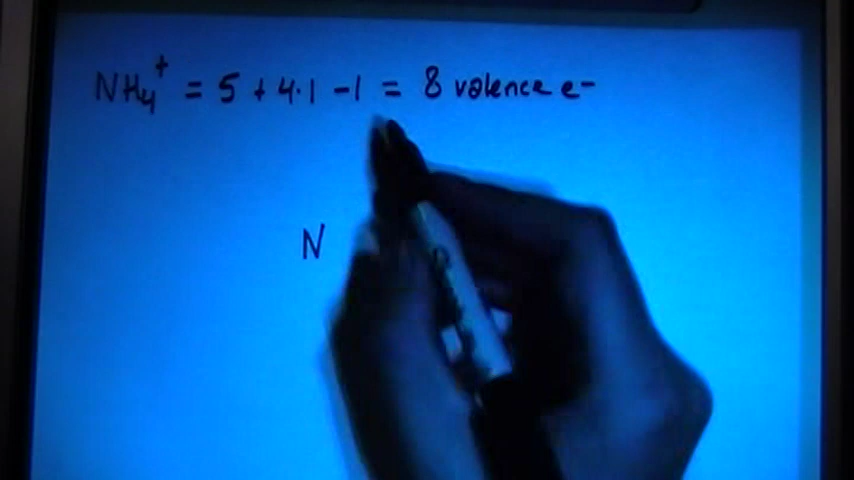 NH₄⁺ = 5 + 4·1 - 1 = 8 valence e⁻
N